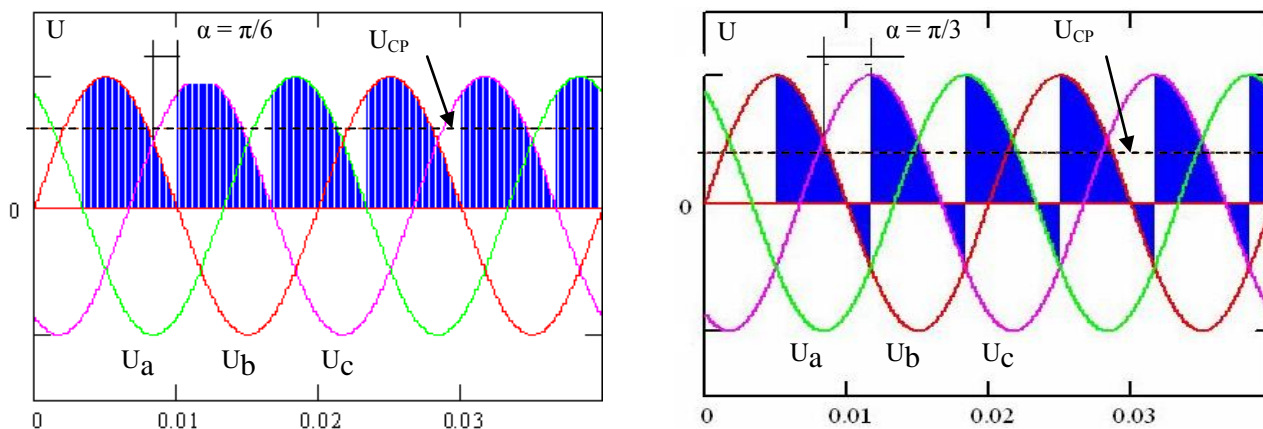 U
α = π/6
U_CP
0
U_a U_b U_c
0 0.01 0.02 0.03
U
α = π/3
U_CP
0
U_a U_b U_c
0 0.01 0.02 0.03